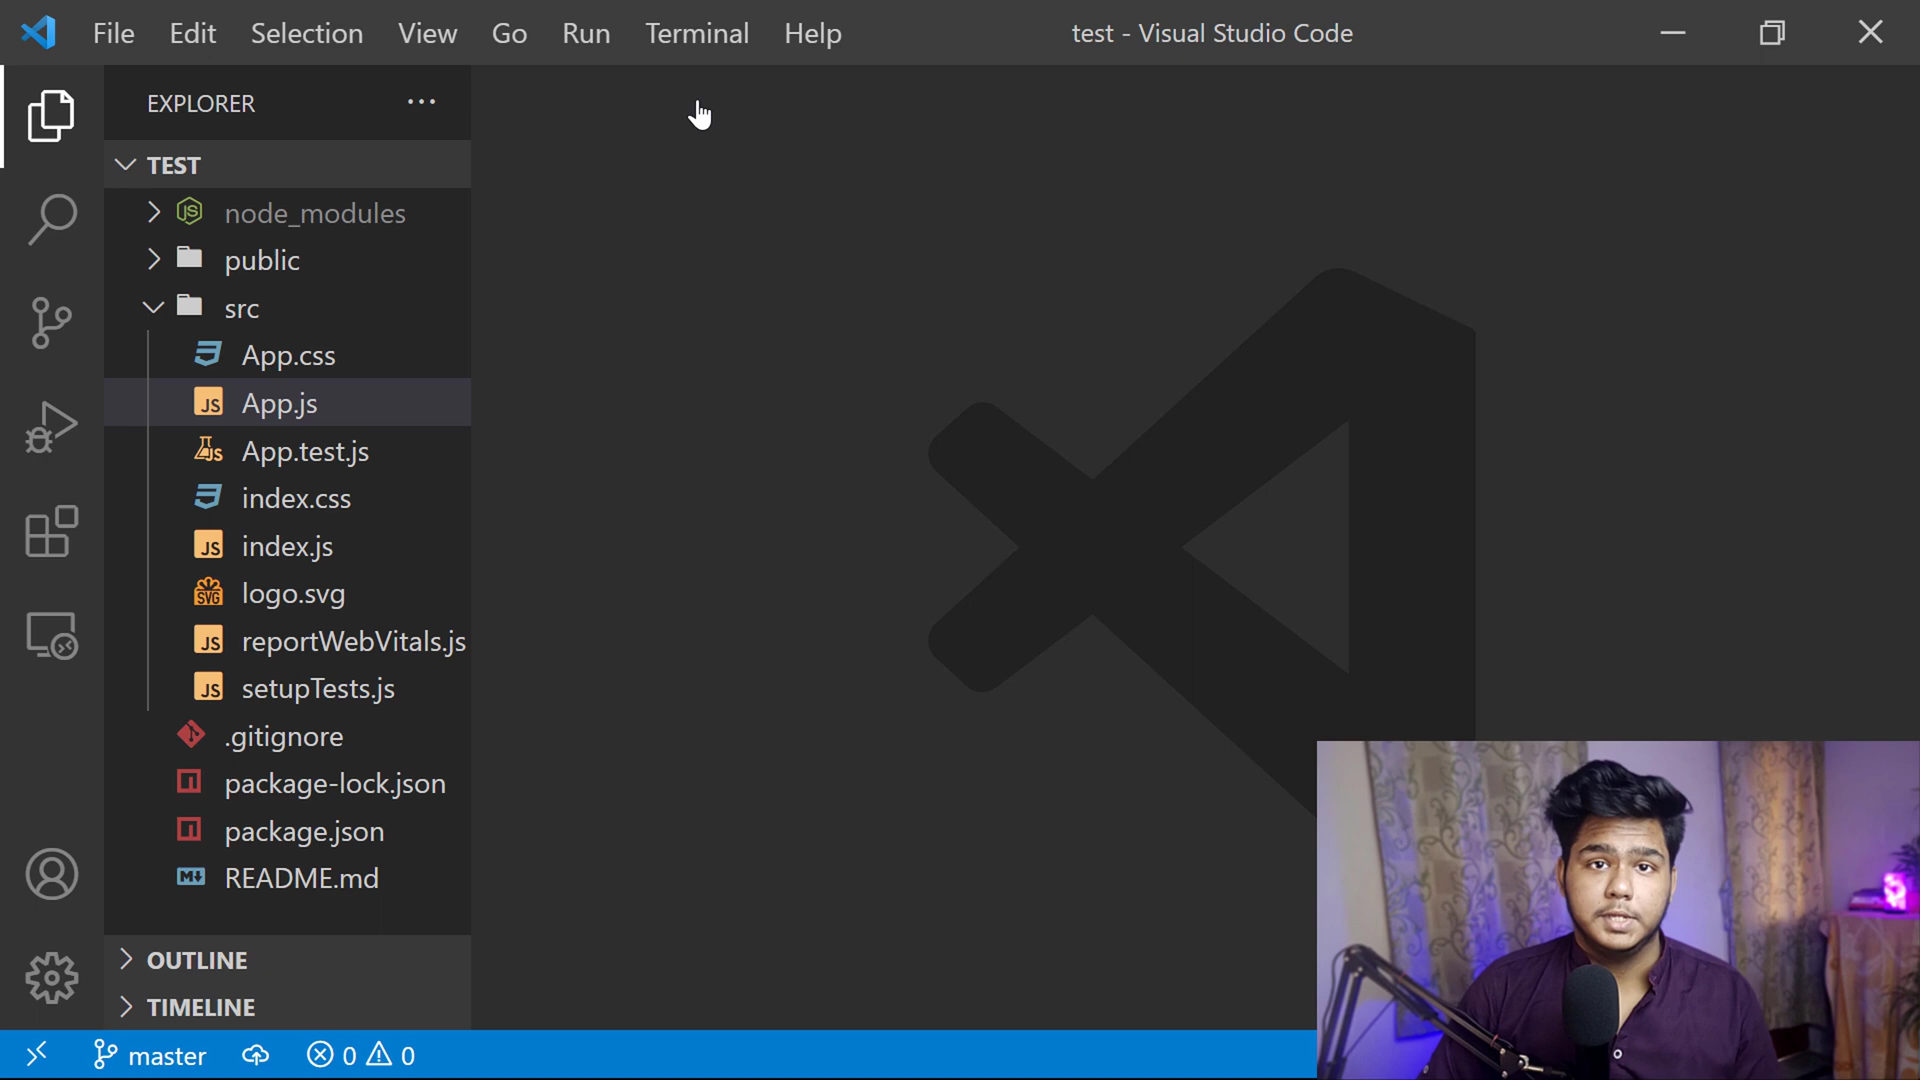 File Edit Selection View Go Run Terminal Help test - Visual Studio Code
EXPLORER
TEST
node_modules
public
src
App.css
App.js
App.test.js
index.css
index.js
logo.svg
reportWebVitals.js
setupTests.js
.gitignore
package-lock.json
package.json
README.md
OUTLINE
TIMELINE
master 0 0